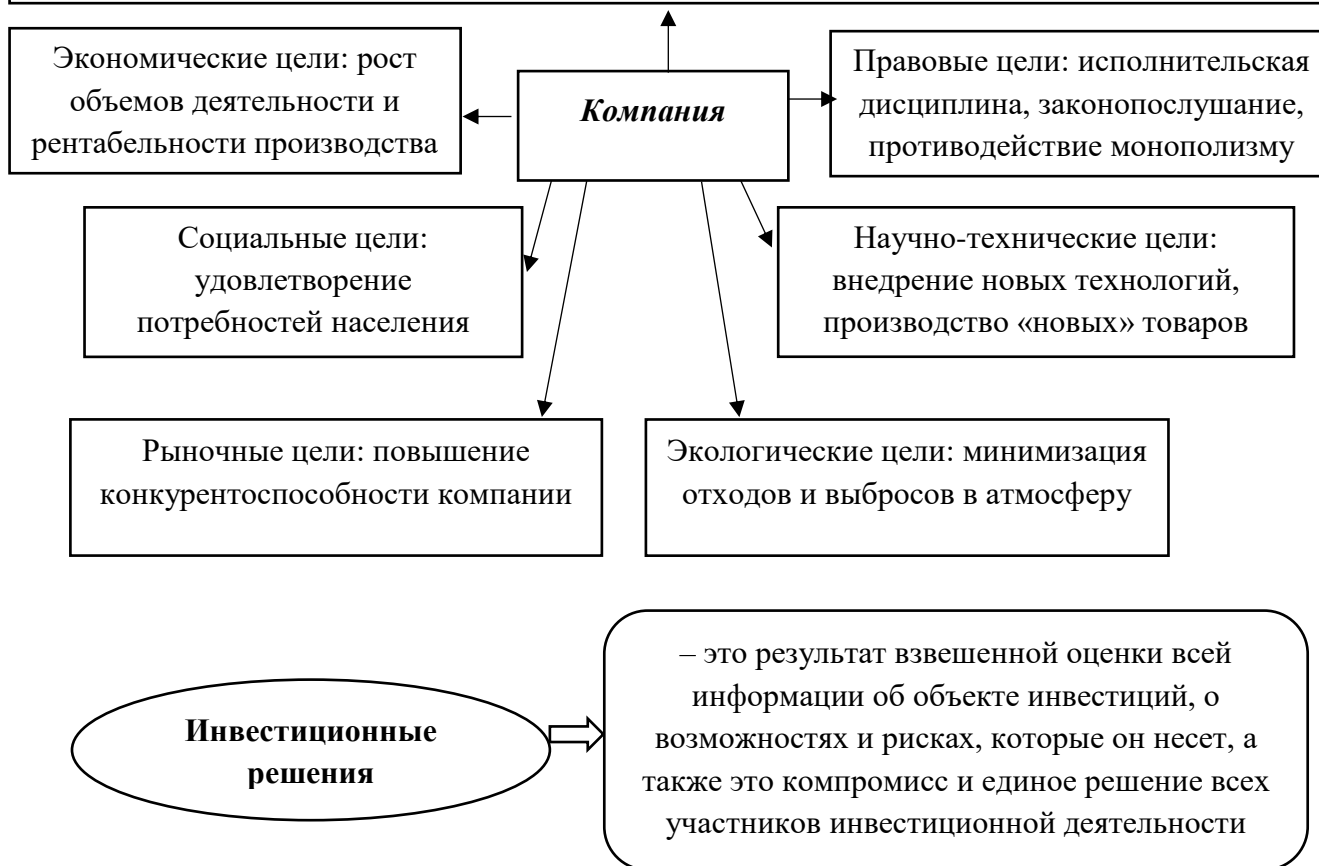 Экономические цели: рост
объемов деятельности и
рентабельности производства
Компания
Правовые цели: исполнительская
дисциплина, законопослушание,
противодействие монополизму
Социальные цели:
удовлетворение
потребностей населения
Научно-технические цели:
внедрение новых технологий,
производство «новых» товаров
Рыночные цели: повышение
конкурентоспособности компании
Экологические цели: минимизация
отходов и выбросов в атмосферу
Инвестиционные
решения
– это результат взвешенной оценки всей
информации об объекте инвестиций, о
возможностях и рисках, которые он несет, а
также это компромисс и единое решение всех
участников инвестиционной деятельности